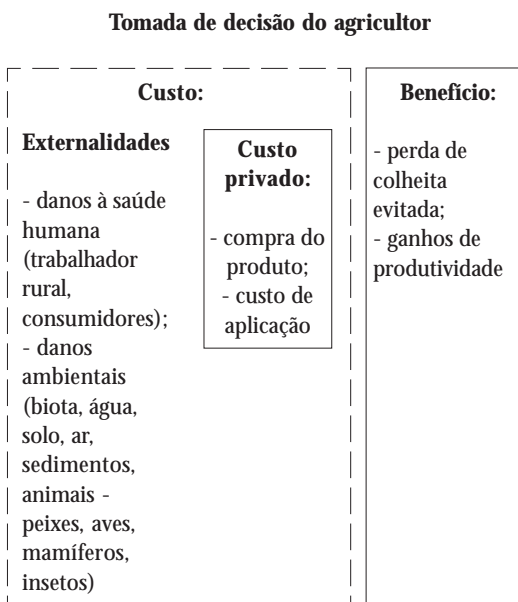 Tomada de decisão do agricultor
Custo:
Externalidades
- danos à saúde
humana
(trabalhador
rural,
consumidores);
- danos
ambientais
(biota, água,
solo, ar,
sedimentos,
animais -
peixes, aves,
mamíferos,
insetos)
Custo
privado:
- compra do
produto;
- custo de
aplicação
Benefício:
- perda de
colheita
evitada;
- ganhos de
produtividade